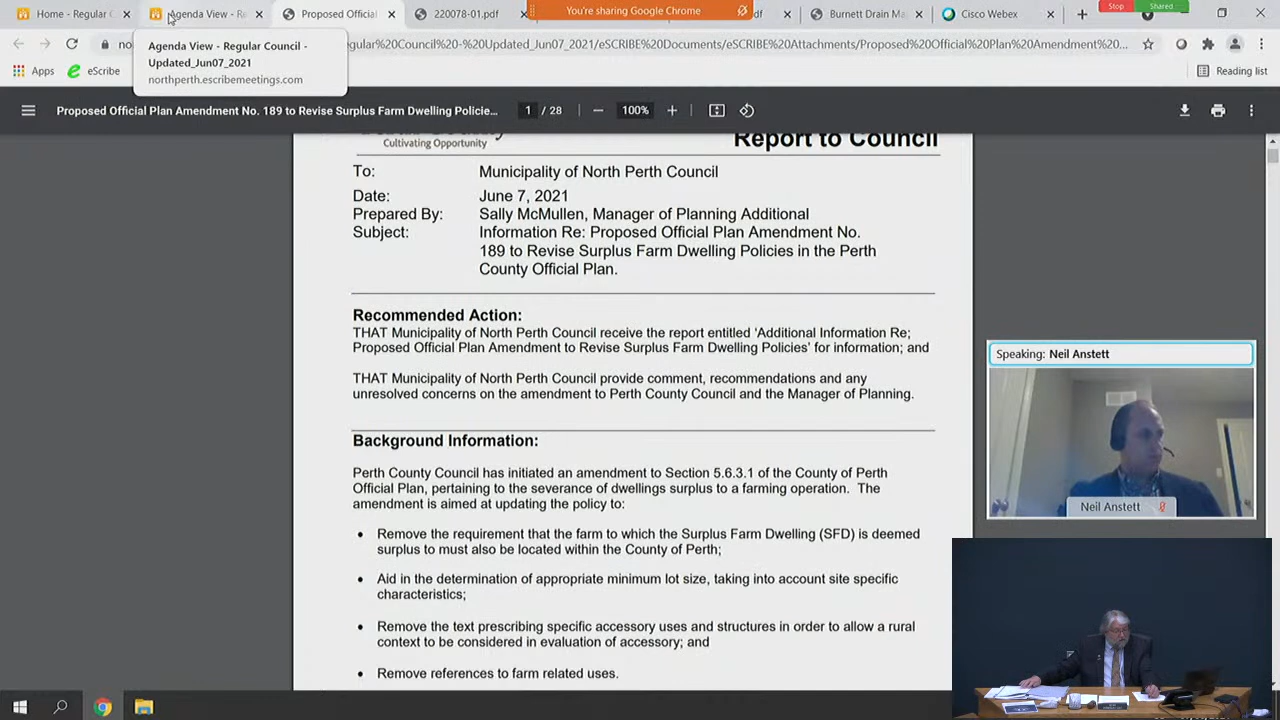 Home - Regular C
Agenda View - Re
Proposed Official
220078-01.pdf
You're sharing Google Chrome
df
Burnett Drain Ma
Cisco Webex
Stop
Shared
no
egular%20Council%20-%20Updated_Jun07_2021/eSCRIBE%20Documents/eSCRIBE%20Attachments/Proposed%20Official%20Plan%20Amendment%20...
Agenda View - Regular Council -
Updated_Jun07_2021
northperth.escribemeetings.com
Apps
eScribe
Reading list
Proposed Official Plan Amendment No. 189 to Revise Surplus Farm Dwelling Policie...
1 / 28
100%
Cultivating Opportunity
Report to Council
To: Municipality of North Perth Council
Date: June 7, 2021
Prepared By: Sally McMullen, Manager of Planning Additional
Subject: Information Re: Proposed Official Plan Amendment No.
189 to Revise Surplus Farm Dwelling Policies in the Perth
County Official Plan.
Recommended Action:
THAT Municipality of North Perth Council receive the report entitled ‘Additional Information Re;
Proposed Official Plan Amendment to Revise Surplus Farm Dwelling Policies’ for information; and
THAT Municipality of North Perth Council provide comment, recommendations and any
unresolved concerns on the amendment to Perth County Council and the Manager of Planning.
Background Information:
Perth County Council has initiated an amendment to Section 5.6.3.1 of the County of Perth
Official Plan, pertaining to the severance of dwellings surplus to a farming operation. The
amendment is aimed at updating the policy to:
• Remove the requirement that the farm to which the Surplus Farm Dwelling (SFD) is deemed
surplus to must also be located within the County of Perth;
• Aid in the determination of appropriate minimum lot size, taking into account site specific
characteristics;
• Remove the text prescribing specific accessory uses and structures in order to allow a rural
context to be considered in evaluation of accessory; and
• Remove references to farm related uses.
Speaking: Neil Anstett
Neil Anstett